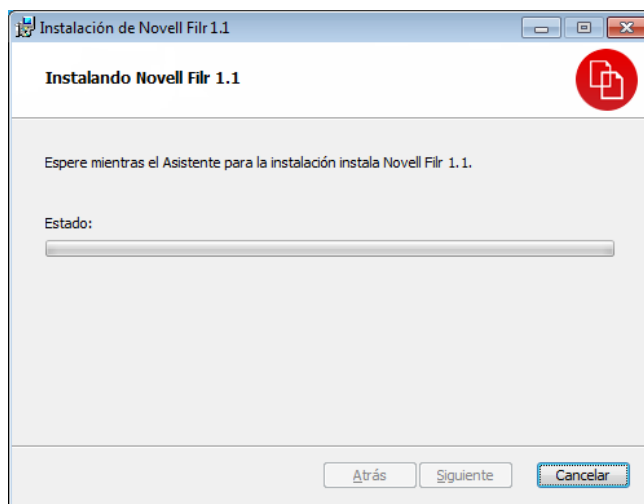 Instalación de Novell Filr 1.1
Instalando Novell Filr 1.1
Espere mientras el Asistente para la instalación instala Novell Filr 1.1.
Estado:
Atrás
Siguiente
Cancelar